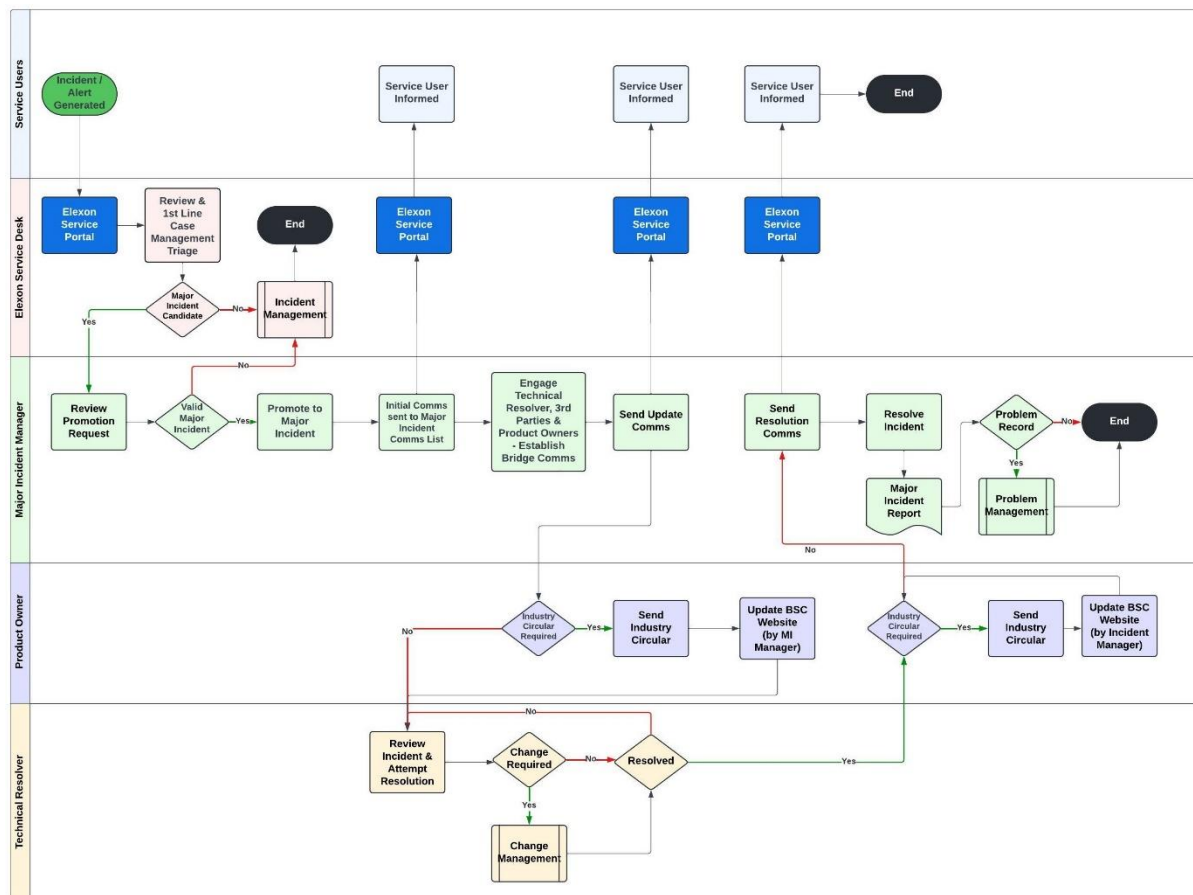 Service Users
Incident /
Alert
Generated
Service User
Informed
Service User
Informed
Service User
Informed
End
Elexon Service Desk
Elexon
Service
Portal
Review &
1st Line
Case
Management
Triage
End
Elexon
Service
Portal
Elexon
Service
Portal
Elexon
Service
Portal
Major
Incident
Candidate
No
Incident
Management
Yes
No
Major Incident Manager
Review
Promotion
Request
Valid
Major
Incident
Yes
Promote to
Major
Incident
Initial Comms
sent to Major
Incident
Comms List
Engage
Technical
Resolver, 3rd
Parties &
Product Owners
- Establish
Bridge Comms
Send Update
Comms
Send
Resolution
Comms
Resolve
Incident
Problem
Record
No
End
Yes
Major
Incident
Report
Problem
Management
No
Product Owner
No
Industry
Circular
Required
Yes
Send
Industry
Circular
Update BSC
Website
(by MI
Manager)
Industry
Circular
Required
Yes
Send
Industry
Circular
Update BSC
Website
(by Incident
Manager)
Technical Resolver
No
Review
Incident &
Attempt
Resolution
Change
Required
No
Resolved
Yes
Yes
Change
Management